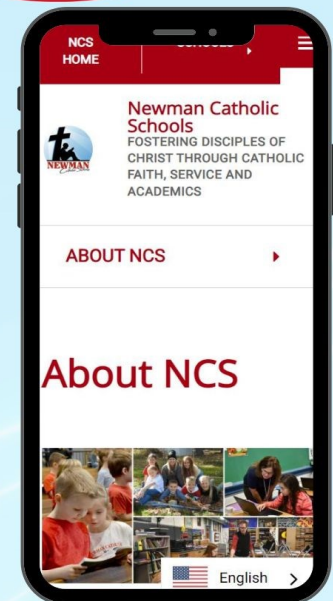 NCS
HOME
SCHOOLS
NEWMAN
Newman Catholic
Schools
FOSTERING DISCIPLES OF
CHRIST THROUGH CATHOLIC
FAITH, SERVICE AND
ACADEMICS
ABOUT NCS
About NCS
English